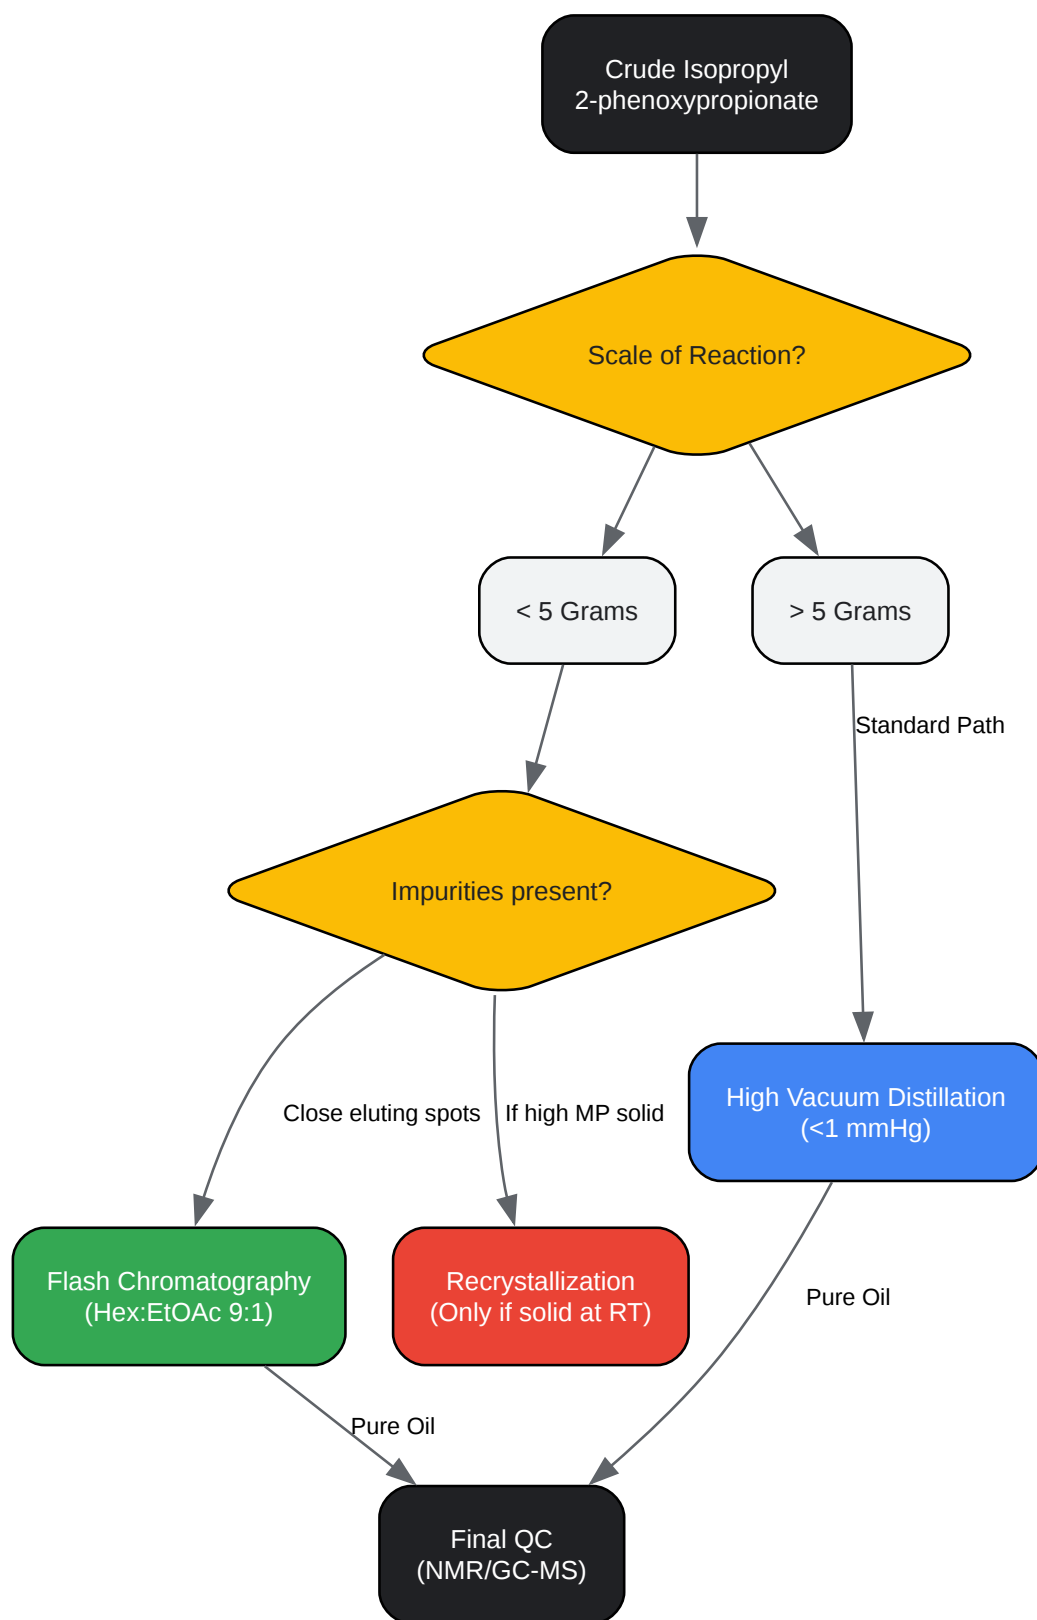 Crude Isopropyl
2-phenoxypropionate
Scale of Reaction?
< 5 Grams
> 5 Grams
Standard Path
Impurities present?
Close eluting spots
If high MP solid
High Vacuum Distillation
(<1 mmHg)
Flash Chromatography
(Hex:EtOAc 9:1)
Recrystallization
(Only if solid at RT)
Pure Oil
Pure Oil
Final QC
(NMR/GC-MS)